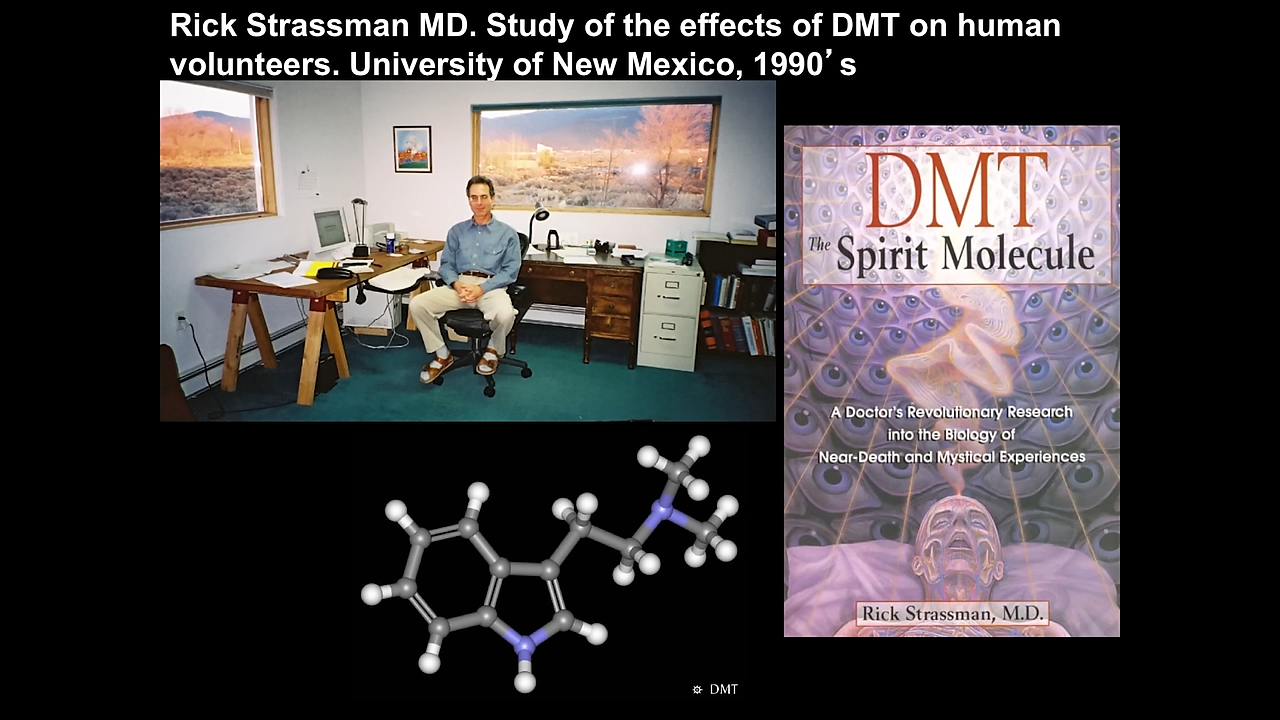 Rick Strassman MD. Study of the effects of DMT on human
volunteers. University of New Mexico, 1990’s
DMT
The Spirit Molecule
A Doctor's Revolutionary Research
into the Biology of
Near-Death and Mystical Experiences
Rick Strassman, M.D.
DMT